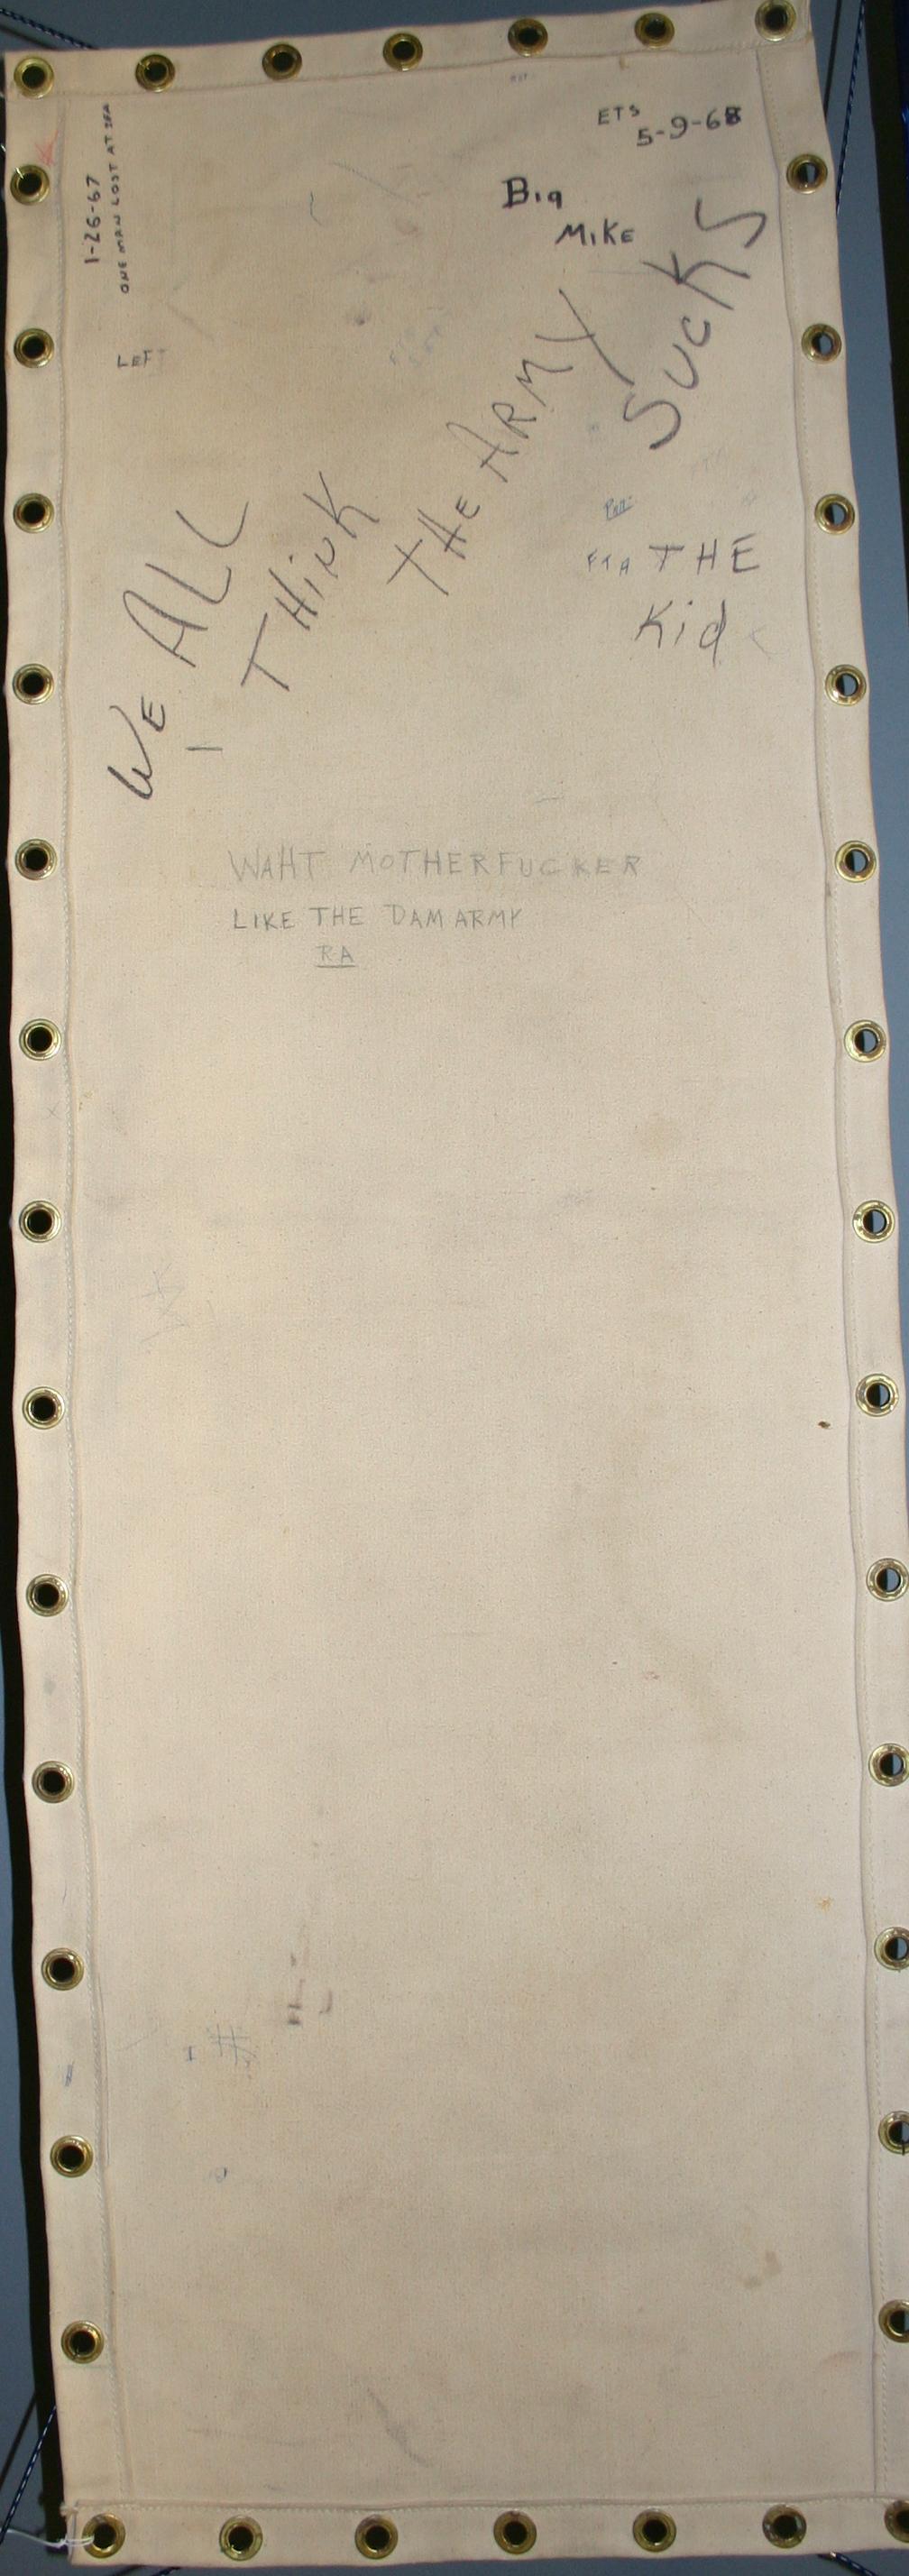 ETS
5-9-68
1-26-67
ONE MAN LOST AT SEA
Big
MIKE
LEFT
WE ALL
THINK
THE ARMY
SUCKS
FTA THE
Kid
WAHT MOTHERFUCKER
LIKE THE DAM ARMY
RA